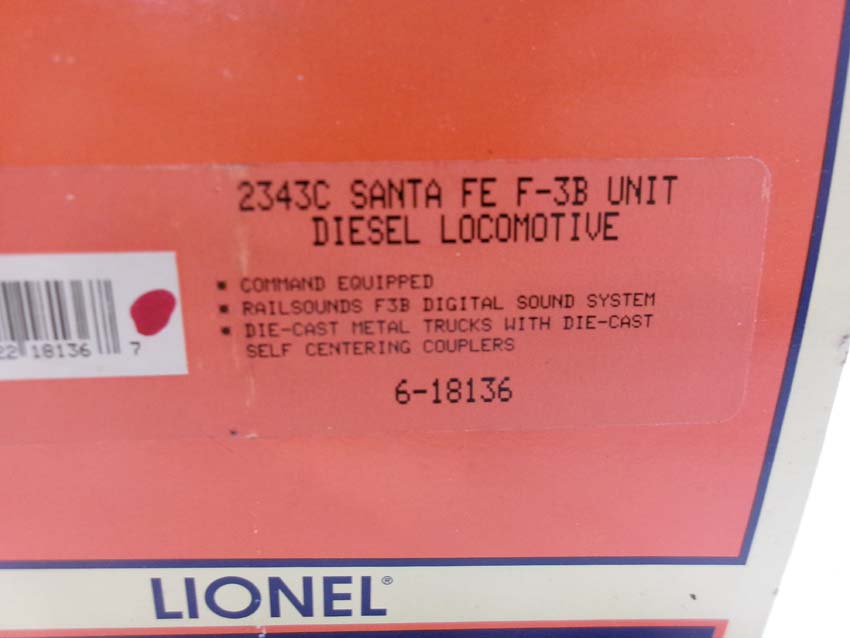 2343C SANTA FE F-3B UNIT
DIESEL LOCOMOTIVE
▪ COMMAND EQUIPPED
▪ RAILSOUNDS F3B DIGITAL SOUND SYSTEM
▪ DIE-CAST METAL TRUCKS WITH DIE-CAST
SELF CENTERING COUPLERS
22 18136 7
6-18136
LIONEL®